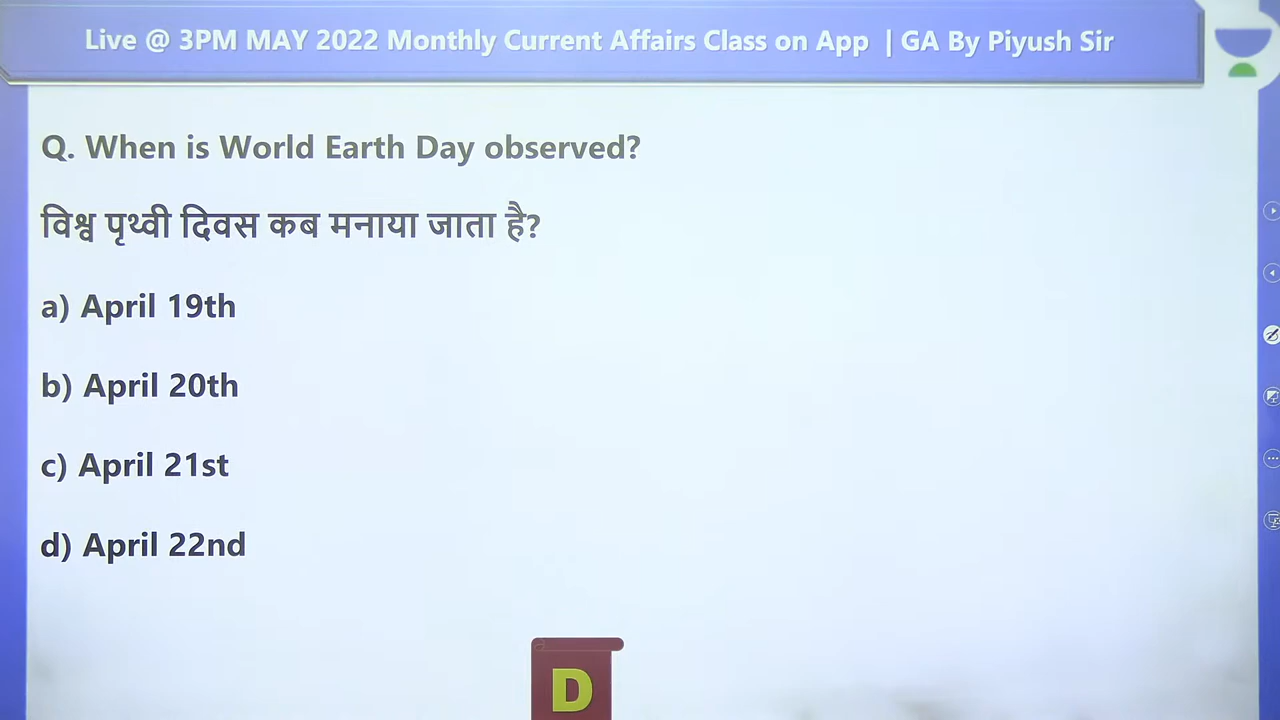 Live @ 3PM MAY 2022 Monthly Current Affairs Class on App | GA By Piyush Sir
Q. When is World Earth Day observed?
विश्व पृथ्वी दिवस कब मनाया जाता है?
a) April 19th
b) April 20th
c) April 21st
d) April 22nd
D